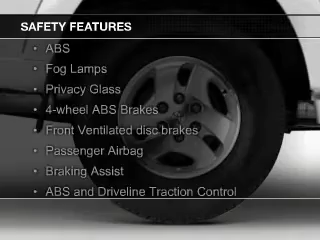 SAFETY FEATURES
• ABS
• Fog Lamps
• Privacy Glass
• 4-wheel ABS Brakes
• Front Ventilated disc brakes
• Passenger Airbag
• Braking Assist
• ABS and Driveline Traction Control